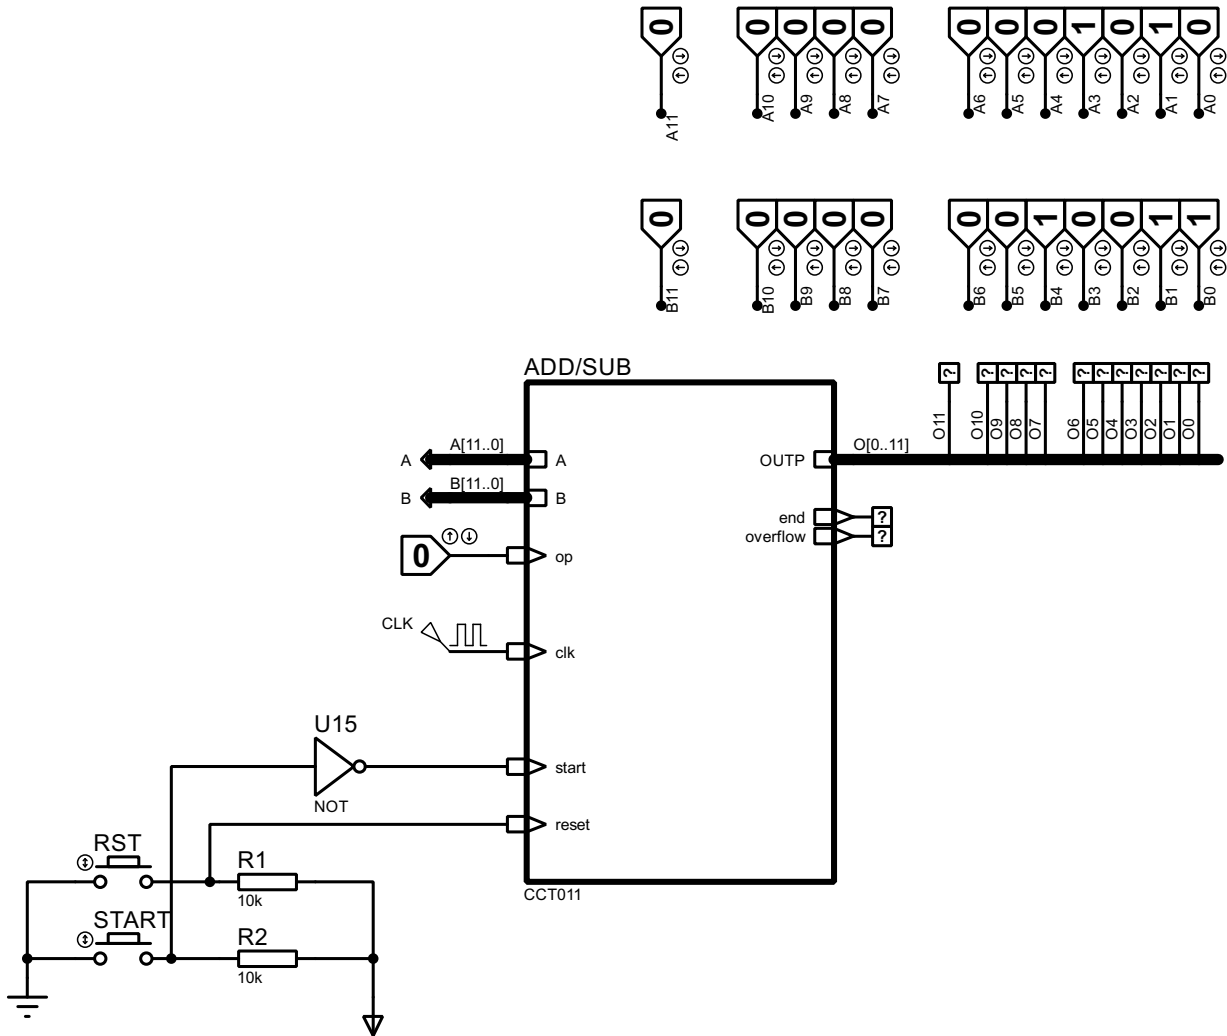 0 0 0 0 0 0 0 0 1 0 1 0
A11 A10 A9 A8 A7 A6 A5 A4 A3 A2 A1 A0
0 0 0 0 0 0 0 1 0 0 1 1
B11 B10 B9 B8 B7 B6 B5 B4 B3 B2 B1 B0
ADD/SUB
? ? ? ? ? ? ? ? ? ? ? ?
O11 O10 O9 O8 O7 O6 O5 O4 O3 O2 O1 O0
A A[11..0] A OUTP O[0..11]
B B[11..0] B
end ?
overflow ?
0 op
CLK clk
U15
start
NOT
reset
RST
R1
10k
CCT011
START
R2
10k